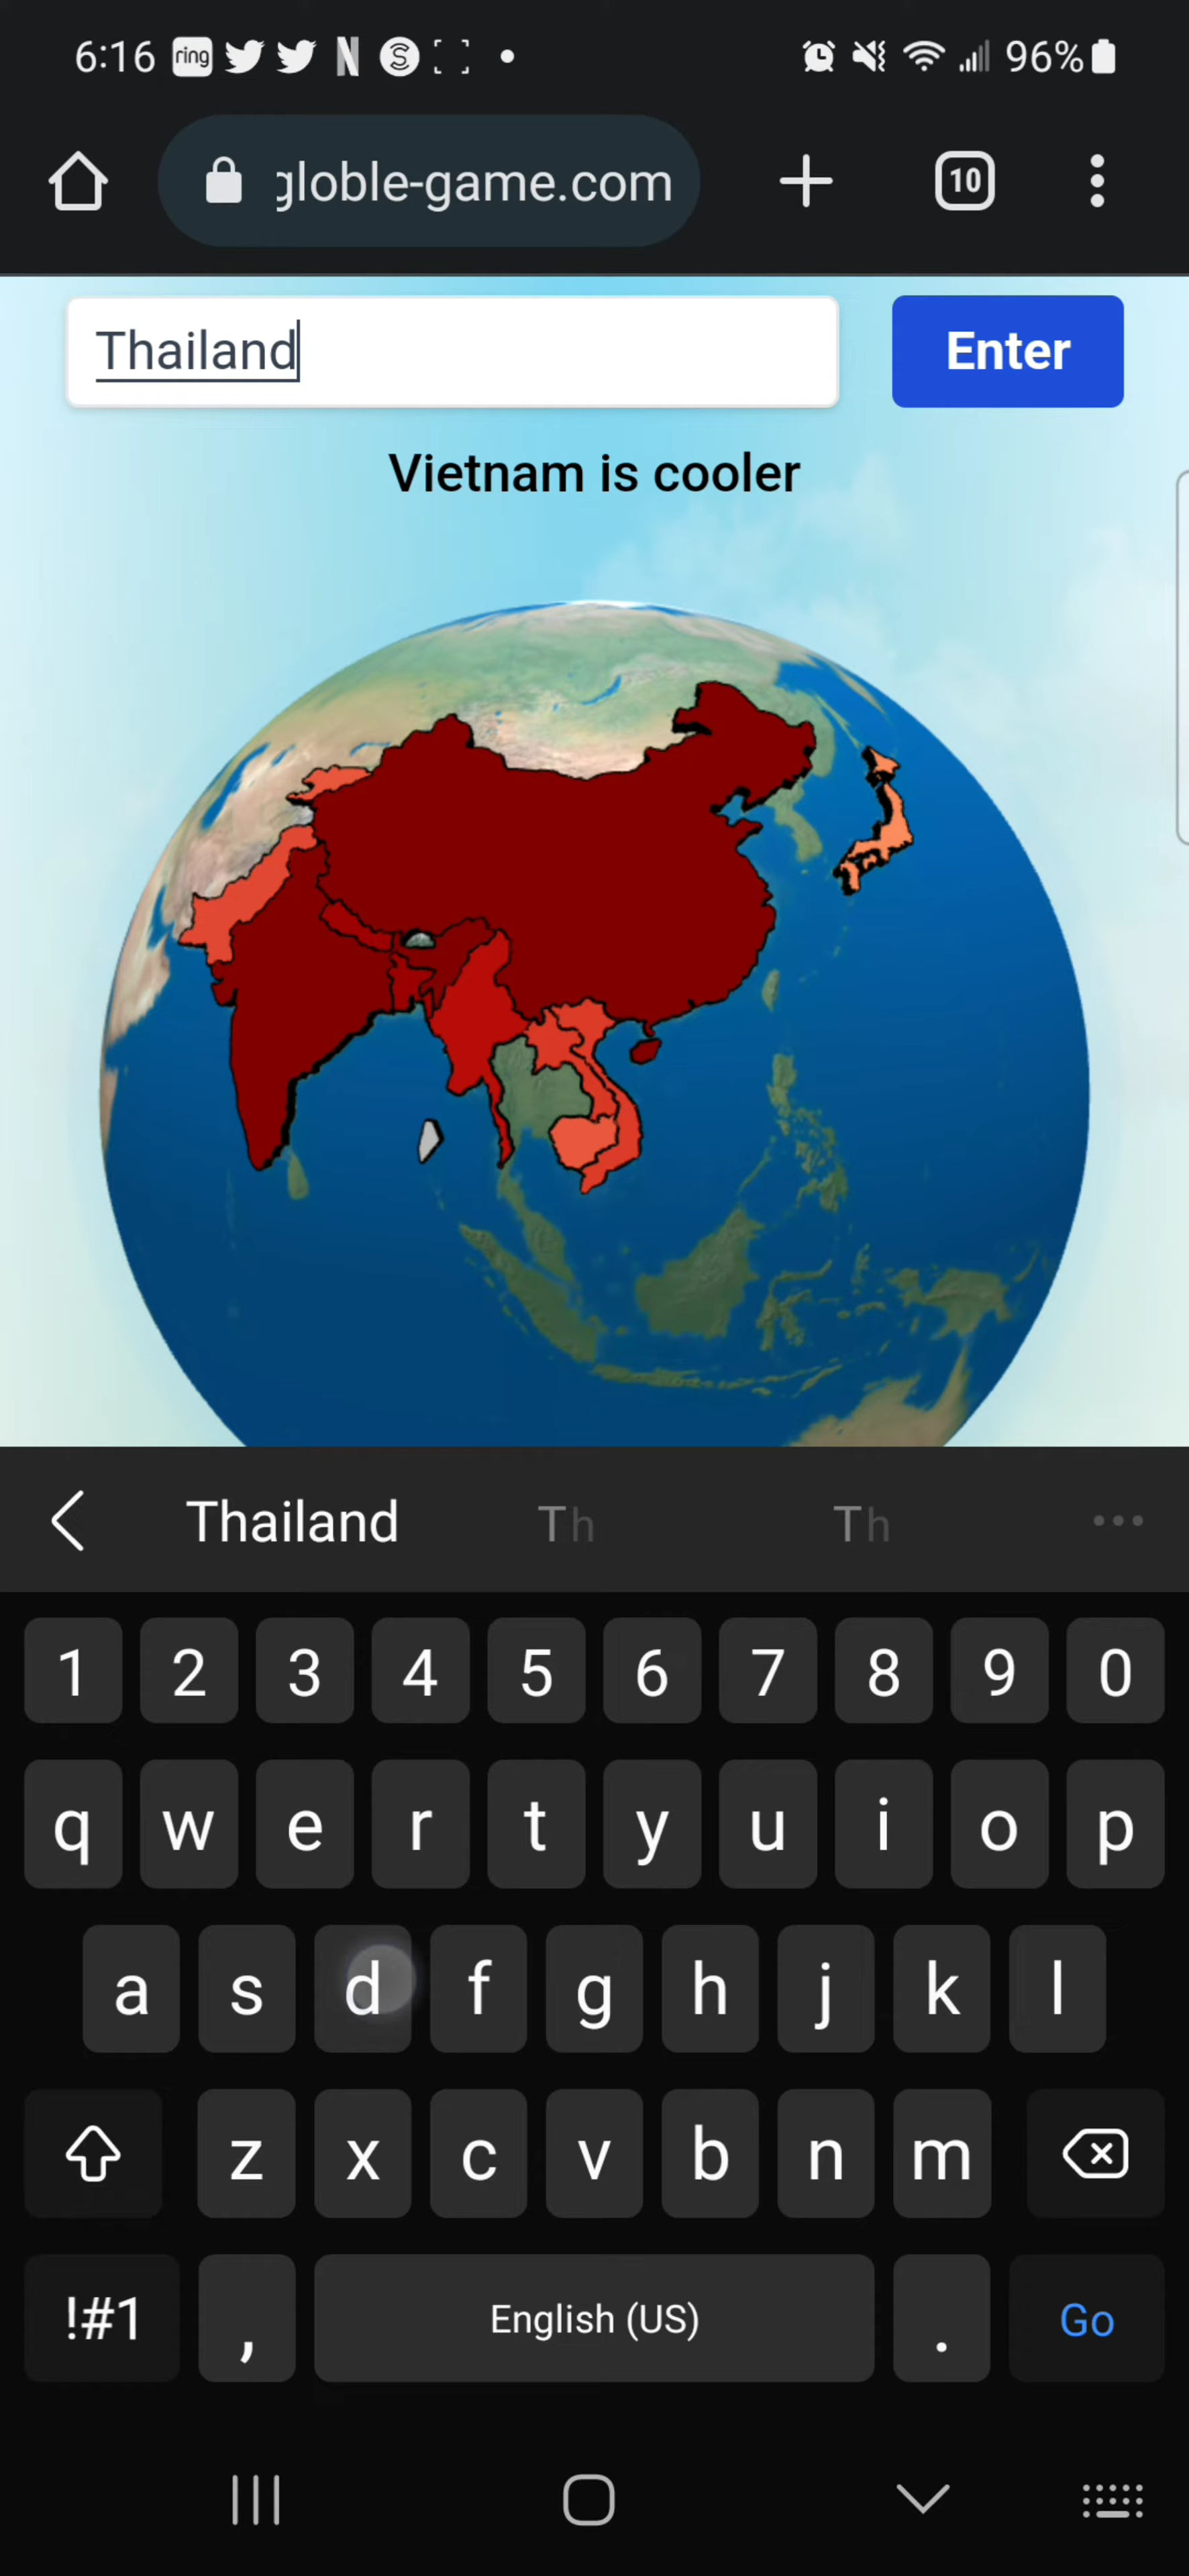 6:16 ring N S 96%
globle-game.com 10
Thailand Enter
Vietnam is cooler
Thailand Th Th
1 2 3 4 5 6 7 8 9 0
q w e r t y u i o p
a s d f g h j k l
z x c v b n m
!#1 , English (US) . Go